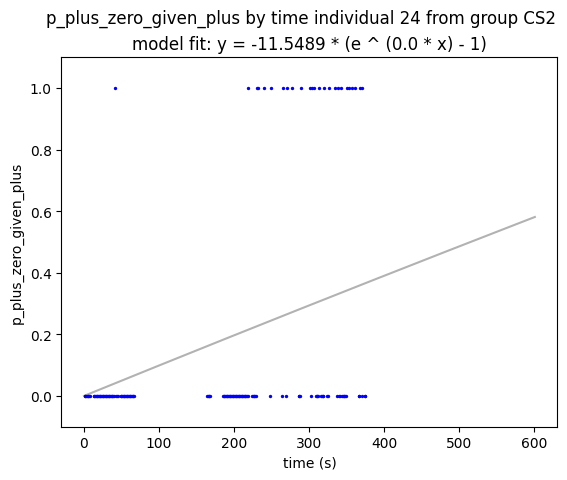 p_plus_zero_given_plus by time individual 24 from group CS2
model fit: y = -11.5489 * (e ^ (0.0 * x) - 1)
1.0
0.8
0.6
0.4
0.2
0.0
p_plus_zero_given_plus
0 100 200 300 400 500 600
time (s)